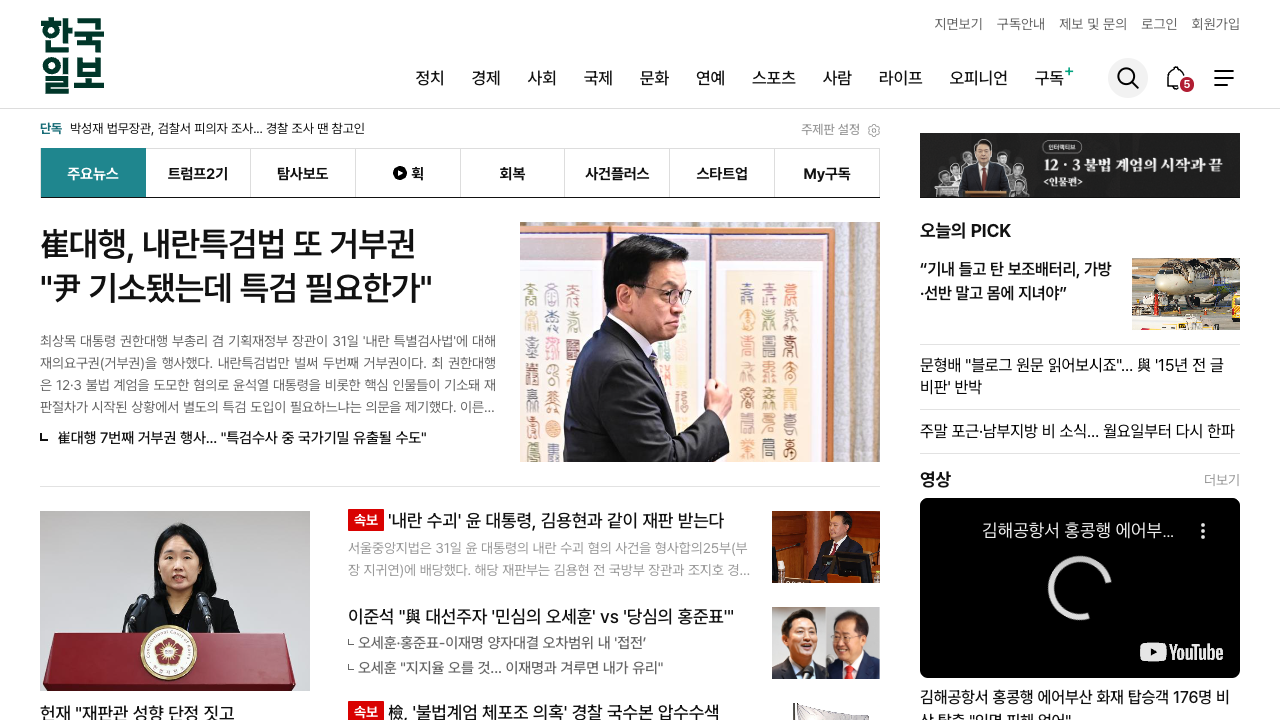 한국
일보
지면보기 구독안내 제보 및 문의 로그인 회원가입
정치 경제 사회 국제 문화 연예 스포츠 사람 라이프 오피니언 구독+
5
단독 박성재 법무장관, 검찰서 피의자 조사... 경찰 조사 땐 참고인
주제판 설정
주요뉴스 트럼프2기 탐사보도 휙 회복 사건플러스 스타트업 My구독
崔대행, 내란특검법 또 거부권
"尹 기소됐는데 특검 필요한가"
최상목 대통령 권한대행 부총리 겸 기획재정부 장관이 31일 '내란 특별검사법'에 대해
재의요구권(거부권)을 행사했다. 내란특검법만 벌써 두번째 거부권이다. 최 권한대행
은 12·3 불법 계엄을 도모한 혐의로 윤석열 대통령을 비롯한 핵심 인물들이 기소돼 재
판절차가 시작된 상황에서 별도의 특검 도입이 필요하느냐는 의문을 제기했다. 이른...
崔대행 7번째 거부권 행사... "특검수사 중 국가기밀 유출될 수도"
헌재 "재판관 성향 단정 짓고
속보 '내란 수괴' 윤 대통령, 김용현과 같이 재판 받는다
서울중앙지법은 31일 윤 대통령의 내란 수괴 혐의 사건을 형사합의25부(부
장 지귀연)에 배당했다. 해당 재판부는 김용현 전 국방부 장관과 조지호 경...
이준석 "與 대선주자 '민심의 오세훈' vs '당심의 홍준표'"
오세훈·홍준표-이재명 양자대결 오차범위 내 '접전’
오세훈 "지지율 오를 것... 이재명과 겨루면 내가 유리"
속보 檢, '불법계엄 체포조 의혹' 경찰 국수본 압수수색
인터랙티브
12·3 불법 계엄의 시작과 끝
<인물편>
오늘의 PICK
“기내 들고 탄 보조배터리, 가방
·선반 말고 몸에 지녀야”
문형배 "블로그 원문 읽어보시죠"... 與 '15년 전 글
비판' 반박
주말 포근·남부지방 비 소식... 월요일부터 다시 한파
영상
더보기
김해공항서 홍콩행 에어부...
YouTube
김해공항서 홍콩행 에어부산 화재 탑승객 176명 비
상 탈출 "인명 피해 없어"